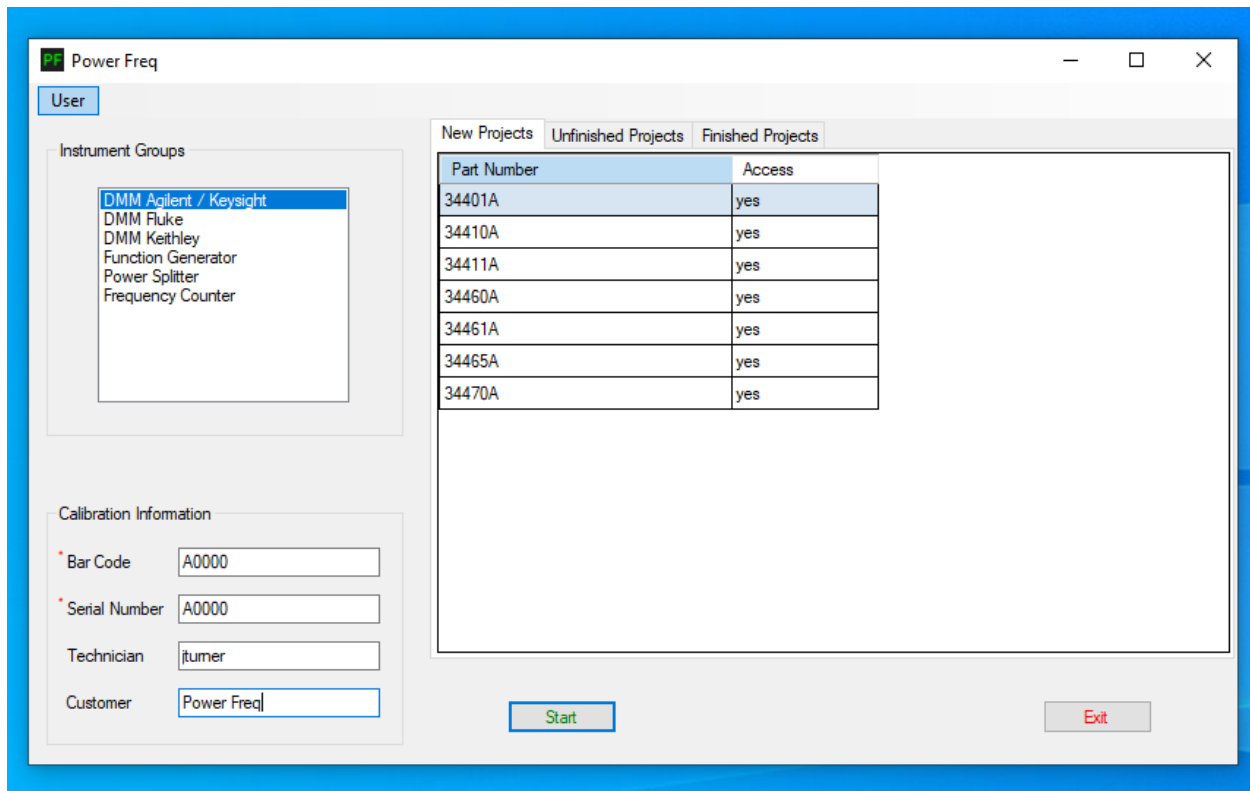 PF Power Freq
User
Instrument Groups
DMM Agilent / Keysight
DMM Fluke
DMM Keithley
Function Generator
Power Splitter
Frequency Counter
New Projects Unfinished Projects Finished Projects
Part Number Access
34401A yes
34410A yes
34411A yes
34460A yes
34461A yes
34465A yes
34470A yes
Calibration Information
* Bar Code A0000
* Serial Number A0000
Technician jturner
Customer Power Freq
Start Exit